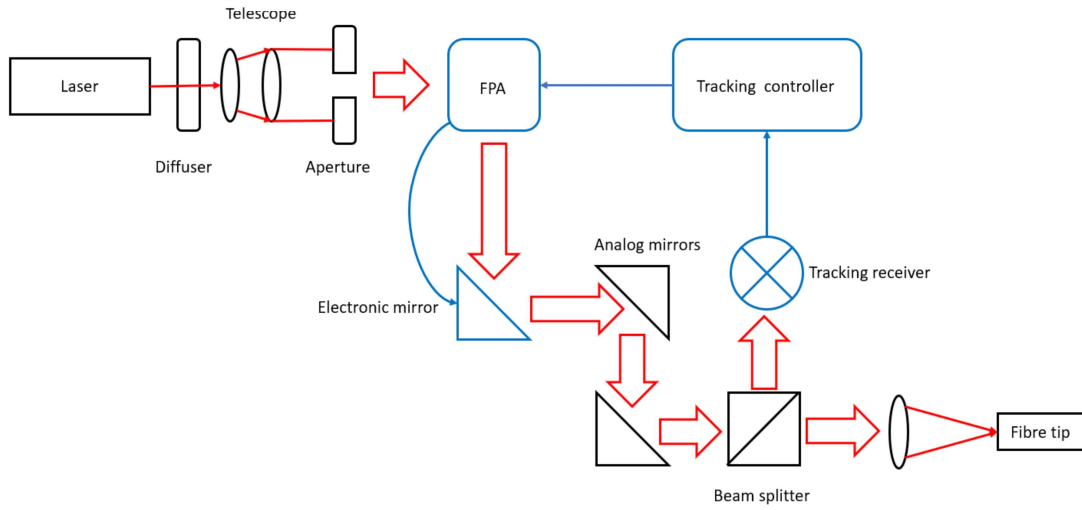 Telescope
Laser
FPA
Tracking  controller
Diffuser
Aperture
Analog mirrors
Tracking receiver
Electronic mirror
Fibre tip
Beam splitter